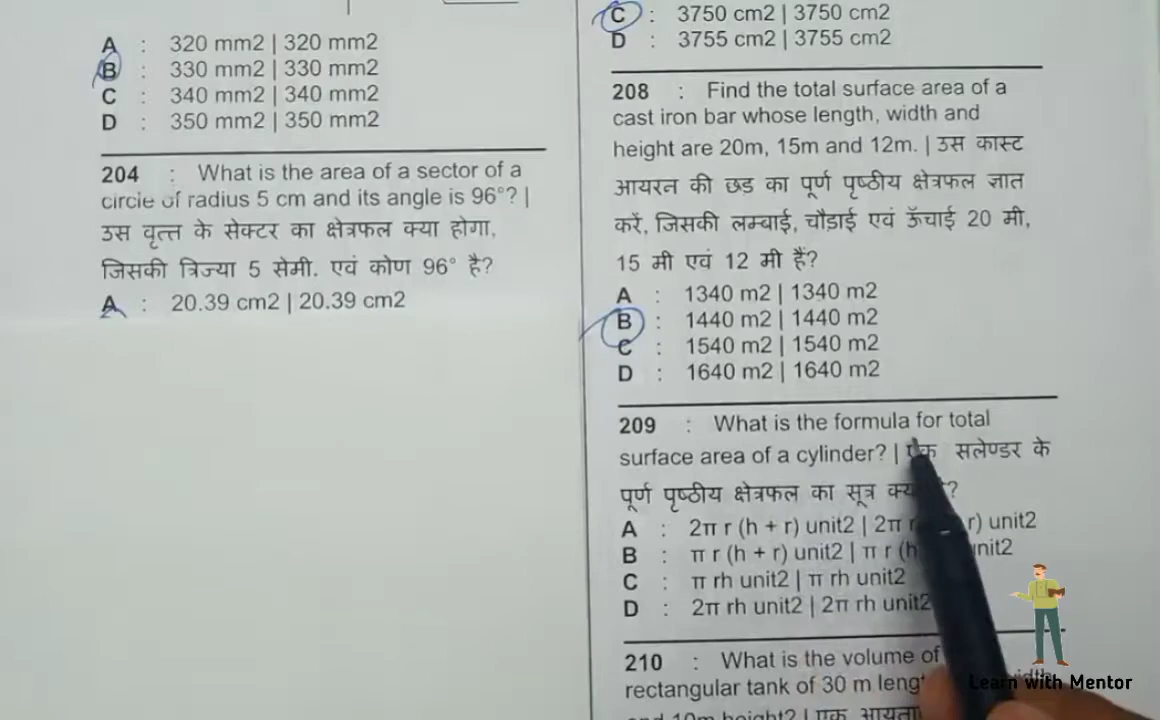 A : 320 mm2 | 320 mm2
B : 330 mm2 | 330 mm2
C : 340 mm2 | 340 mm2
D : 350 mm2 | 350 mm2
204 : What is the area of a sector of a
circle of radius 5 cm and its angle is 96°? |
उस वृत्त के सेक्टर का क्षेत्रफल क्या होगा,
जिसकी त्रिज्या 5 सेमी. एवं कोण 96° है?
A : 20.39 cm2 | 20.39 cm2
C : 3750 cm2 | 3750 cm2
D : 3755 cm2 | 3755 cm2
208 : Find the total surface area of a
cast iron bar whose length, width and
height are 20m, 15m and 12m. | उस कास्ट
आयरन की छड का पूर्ण पृष्ठीय क्षेत्रफल ज्ञात
करें, जिसकी लम्बाई, चौड़ाई एवं ऊँचाई 20 मी,
15 मी एवं 12 मी हैं?
A : 1340 m2 | 1340 m2
B : 1440 m2 | 1440 m2
C : 1540 m2 | 1540 m2
D : 1640 m2 | 1640 m2
209 : What is the formula for total
surface area of a cylinder? | एक सलेण्डर के
पूर्ण पृष्ठीय क्षेत्रफल का सूत्र ?
A : 2π r (h + r) unit2 | 2π r r) unit2
B : π r (h + r) unit2 | π r (h unit2
C : π rh unit2 | π rh unit2
D : 2π rh unit2 | 2π rh unit2
210 : What is the volume of
rectangular tank of 30 m
and 10m height? | एक
Learn with Mentor